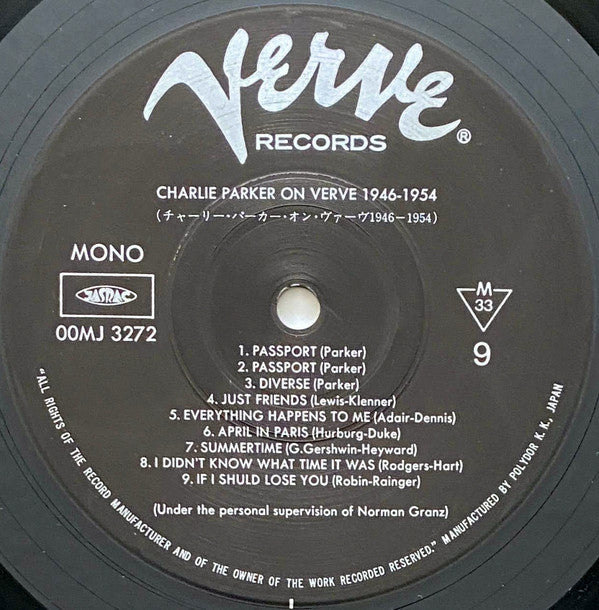 Verve®
RECORDS
CHARLIE PARKER ON VERVE 1946-1954
(チャーリー・パーカー・オン・ヴァーヴ1946－1954)
MONO
JASRAC
00MJ 3272
M
33
9
1. PASSPORT (Parker)
2. PASSPORT (Parker)
3. DIVERSE (Parker)
4. JUST FRIENDS (Lewis-Klenner)
5. EVERYTHING HAPPENS TO ME (Adair-Dennis)
6. APRIL IN PARIS (Hurburg-Duke)
7. SUMMERTIME (G.Gershwin-Heyward)
8. I DIDN'T KNOW WHAT TIME IT WAS (Rodgers-Hart)
9. IF I SHULD LOSE YOU (Robin-Rainger)
(Under the personal supervision of Norman Granz)
"ALL RIGHTS OF THE RECORD MANUFACTURER AND OF THE OWNER OF THE WORK RECORDED RESERVED." MANUFACTURED BY POLYDOR K. K., JAPAN